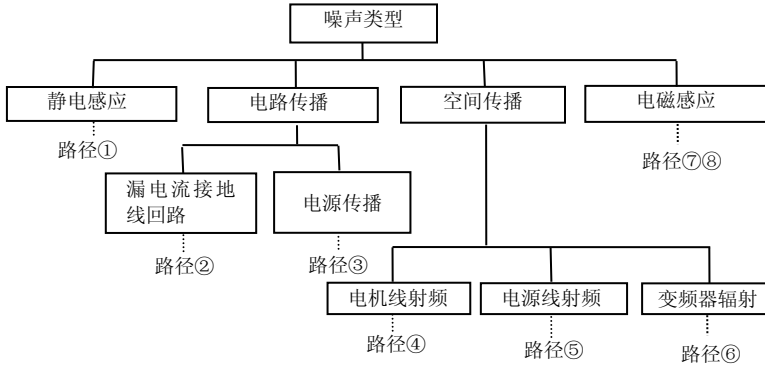 噪声类型
静电感应
电路传播
空间传播
电磁感应
路径①
路径⑦⑧
漏电流接地
线回路
电源传播
路径②
路径③
电机线射频
电源线射频
变频器辐射
路径④
路径⑤
路径⑥